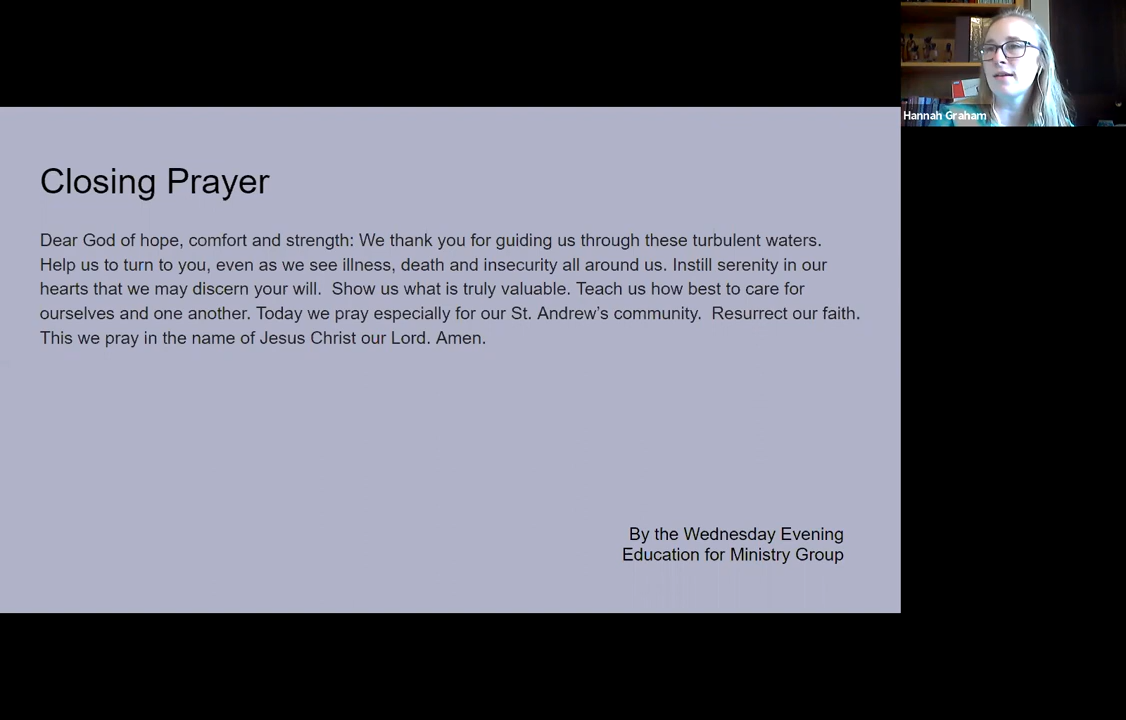 Hannah Graham
Closing Prayer
Dear God of hope, comfort and strength: We thank you for guiding us through these turbulent waters.
Help us to turn to you, even as we see illness, death and insecurity all around us. Instill serenity in our
hearts that we may discern your will.  Show us what is truly valuable. Teach us how best to care for
ourselves and one another. Today we pray especially for our St. Andrew’s community.  Resurrect our faith.
This we pray in the name of Jesus Christ our Lord. Amen.
By the Wednesday Evening
Education for Ministry Group